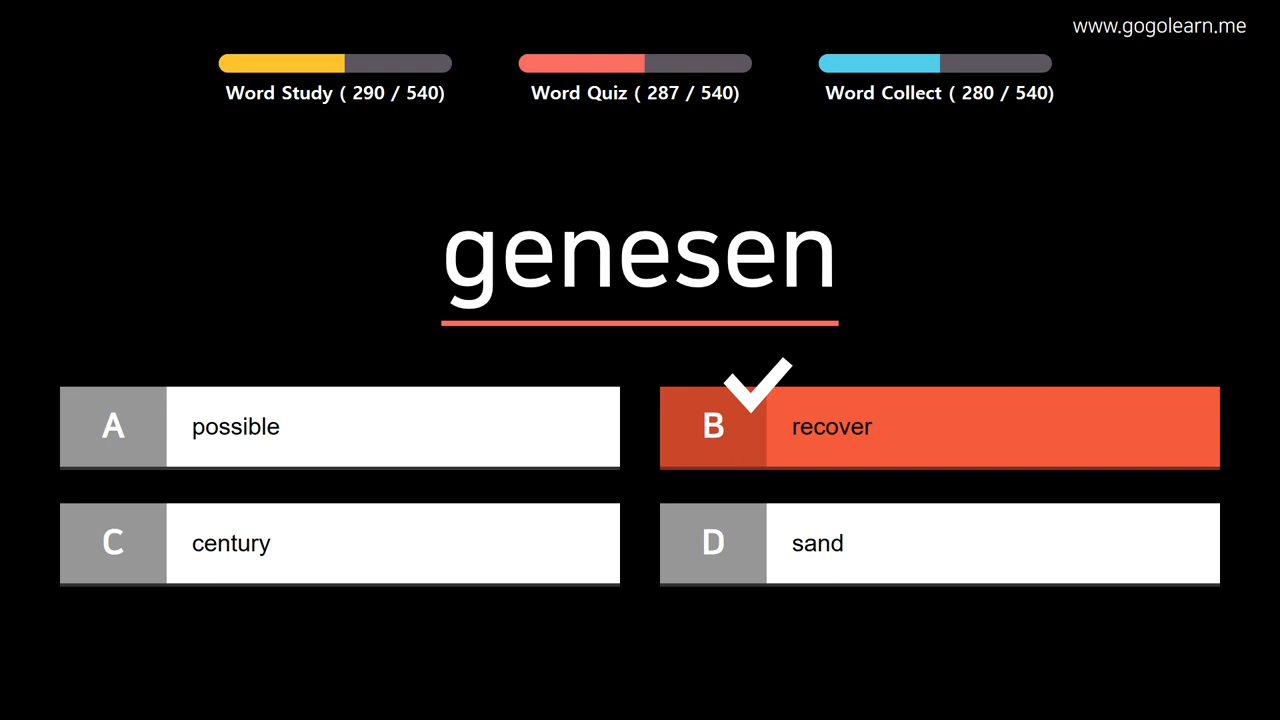 www.gogolearn.me
Word Study ( 290 / 540)
Word Quiz ( 287 / 540)
Word Collect ( 280 / 540)
genesen
A possible
B recover
C century
D sand